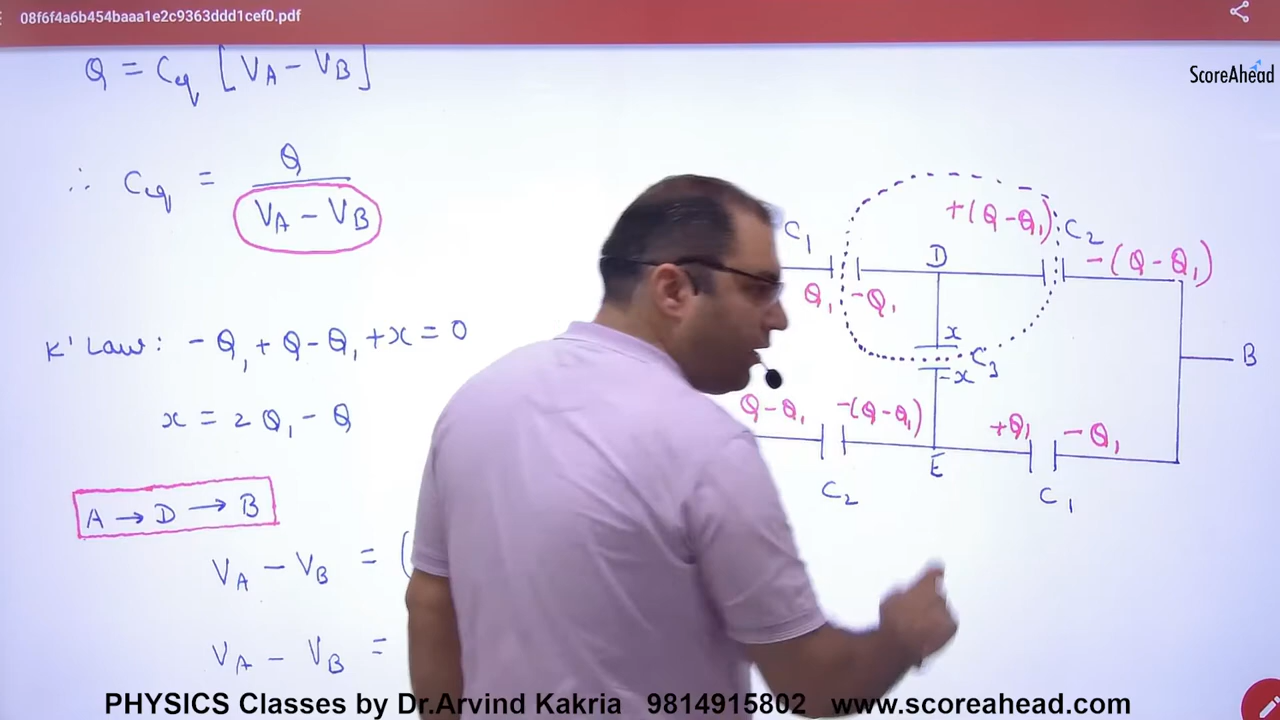 08f6f4a6b454baaa1e2c9363ddd1cef0.pdf
ScoreAhead
Q = Ceq [VA - VB]
∴ Ceq = Q / (VA - VB)
K' Law: - Q1 + Q - Q1 + x = 0
x = 2Q1 - Q
A → D → B
VA - VB = (
VA - VB =
C1
+(Q - Q1)
C2
D
-(Q - Q1)
Q1
-Q1
x
C3
-x
B
Q - Q1
-(Q - Q1)
+Q1
-Q1
E
C2
C1
PHYSICS Classes by Dr.Arvind Kakria 9814915802 www.scoreahead.com